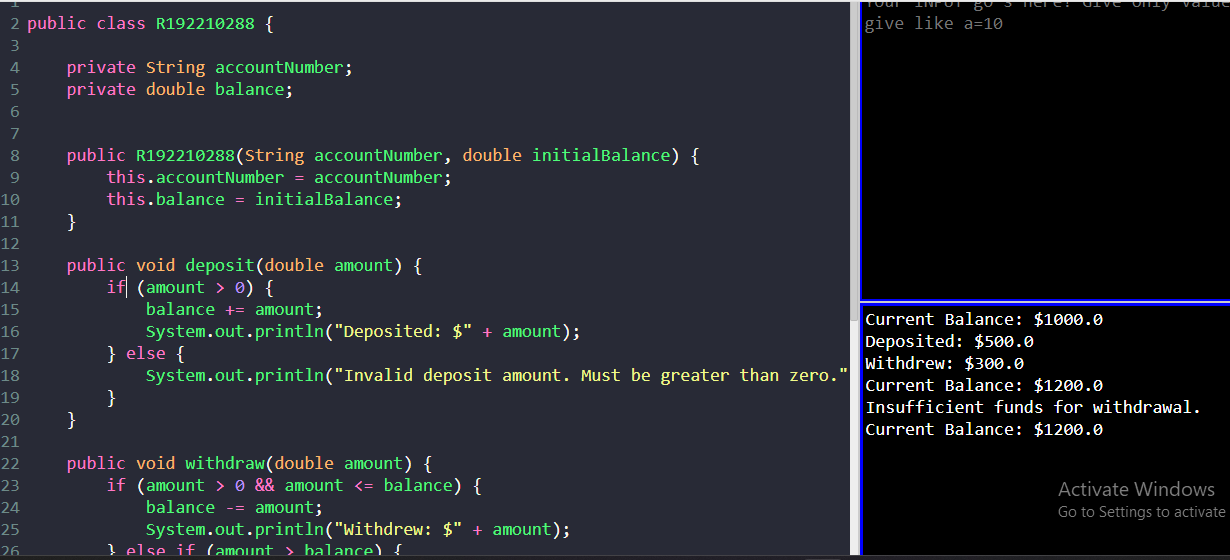 1
2 public class R192210288 {
3
4     private String accountNumber;
5     private double balance;
6
7
8     public R192210288(String accountNumber, double initialBalance) {
9         this.accountNumber = accountNumber;
10         this.balance = initialBalance;
11     }
12
13     public void deposit(double amount) {
14         if (amount > 0) {
15             balance += amount;
16             System.out.println("Deposited: $" + amount);
17         } else {
18             System.out.println("Invalid deposit amount. Must be greater than zero."
19         }
20     }
21
22     public void withdraw(double amount) {
23         if (amount > 0 && amount <= balance) {
24             balance -= amount;
25             System.out.println("Withdrew: $" + amount);
26         } else if (amount > balance) {
Your INPUT go's here! Give only value
give like a=10
Current Balance: $1000.0
Deposited: $500.0
Withdrew: $300.0
Current Balance: $1200.0
Insufficient funds for withdrawal.
Current Balance: $1200.0
Activate Windows
Go to Settings to activate